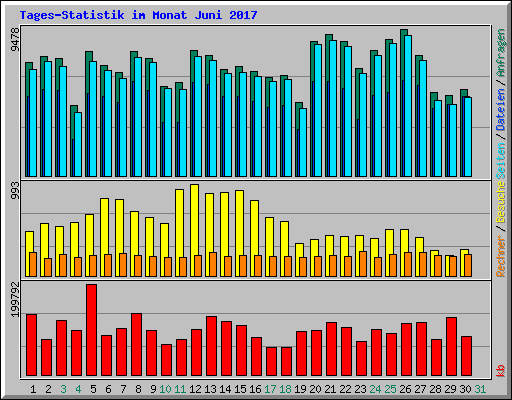 Tages-Statistik im Monat Juni 2017
9478
993
199792
Rechner / Besuche Seiten / Dateien / Anfragen
kb
1 2 3 4 5 6 7 8 9 10 11 12 13 14 15 16 17 18 19 20 21 22 23 24 25 26 27 28 29 30 31